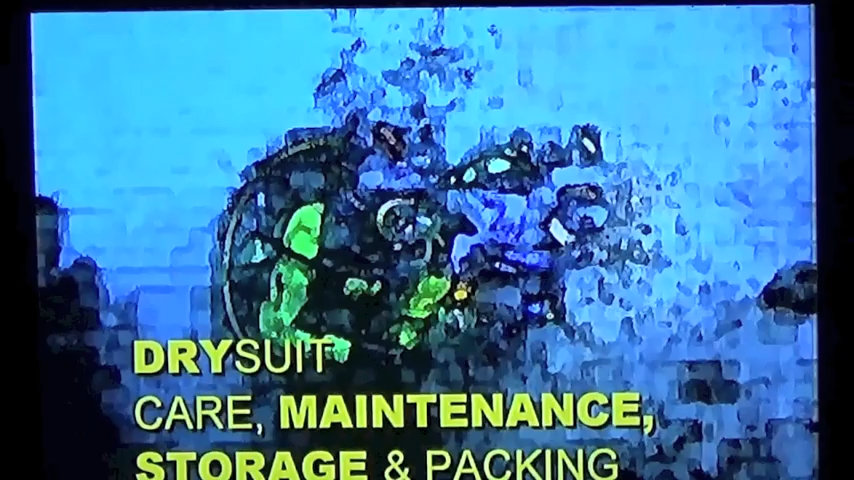 DRYSUIT
CARE, MAINTENANCE,
STORAGE & PACKING